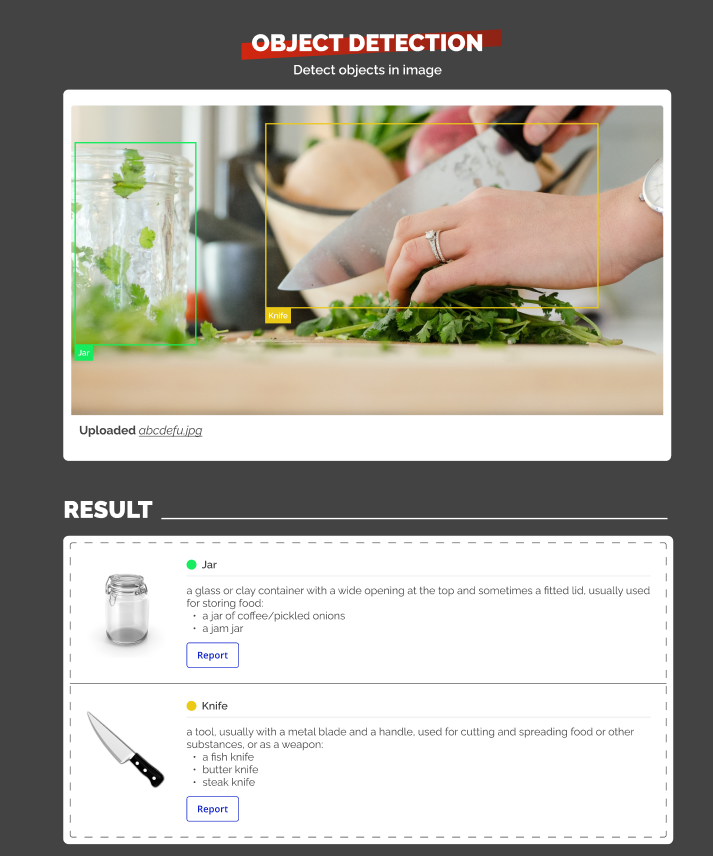 OBJECT DETECTION
Detect objects in image
Knife
Jar
Uploaded abcdefu.jpg
RESULT
Jar
a glass or clay container with a wide opening at the top and sometimes a fitted lid, usually used
for storing food:
• a jar of coffee/pickled onions
• a jam jar
Report
Knife
a tool, usually with a metal blade and a handle, used for cutting and spreading food or other
substances, or as a weapon:
• a fish knife
• butter knife
• steak knife
Report